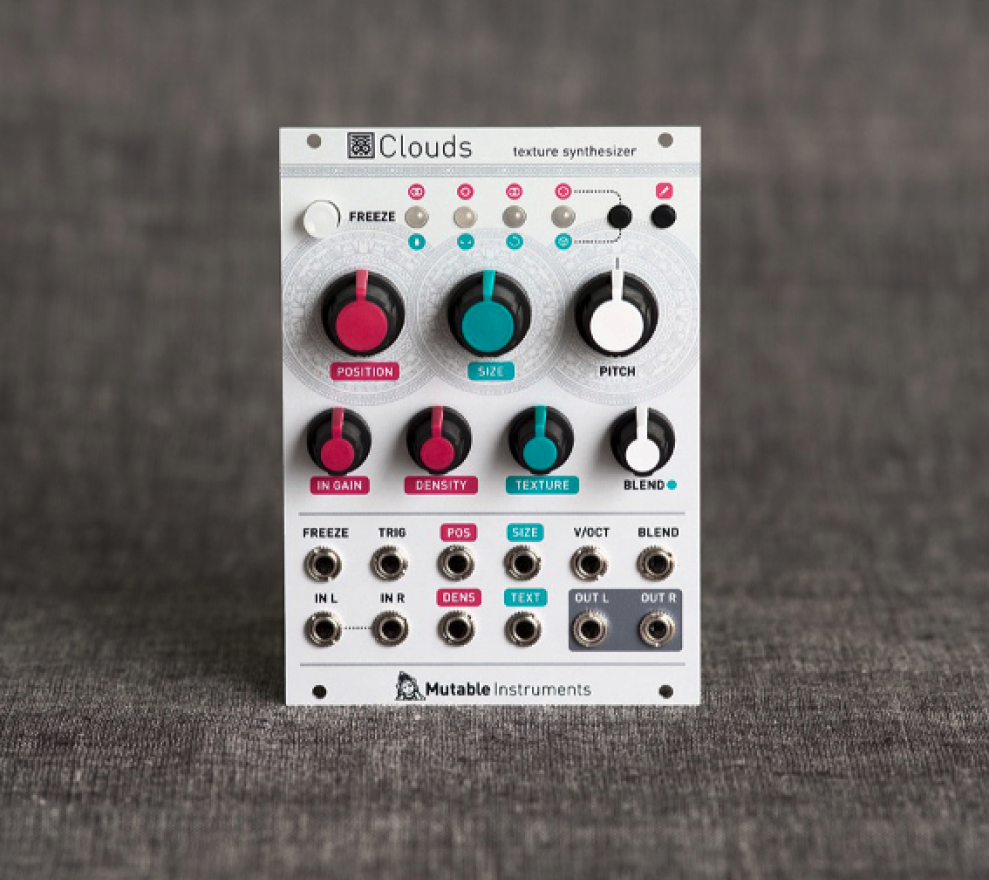 Clouds texture synthesizer
FREEZE
POSITION SIZE PITCH
IN GAIN DENSITY TEXTURE BLEND
FREEZE TRIG POS SIZE V/OCT BLEND
IN L IN R DENS TEXT OUT L OUT R
Mutable Instruments